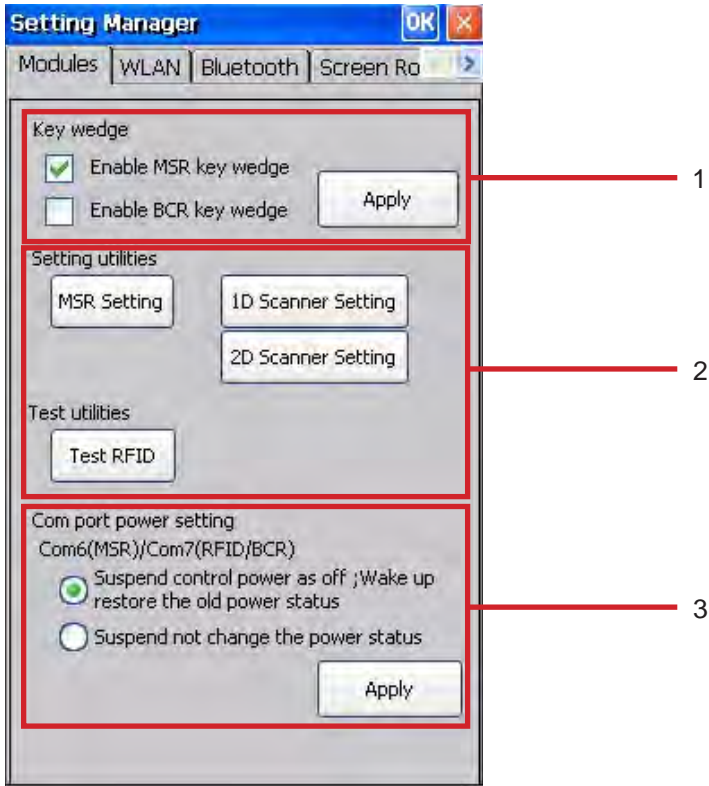 Setting Manager OK
Modules WLAN Bluetooth Screen Ro
Key wedge
Enable MSR key wedge
Enable BCR key wedge
Apply
1
Setting utilities
MSR Setting 1D Scanner Setting
2D Scanner Setting
2
Test utilities
Test RFID
Com port power setting
Com6(MSR)/Com7(RFID/BCR)
Suspend control power as off ;Wake up
restore the old power status
3
Suspend not change the power status
Apply